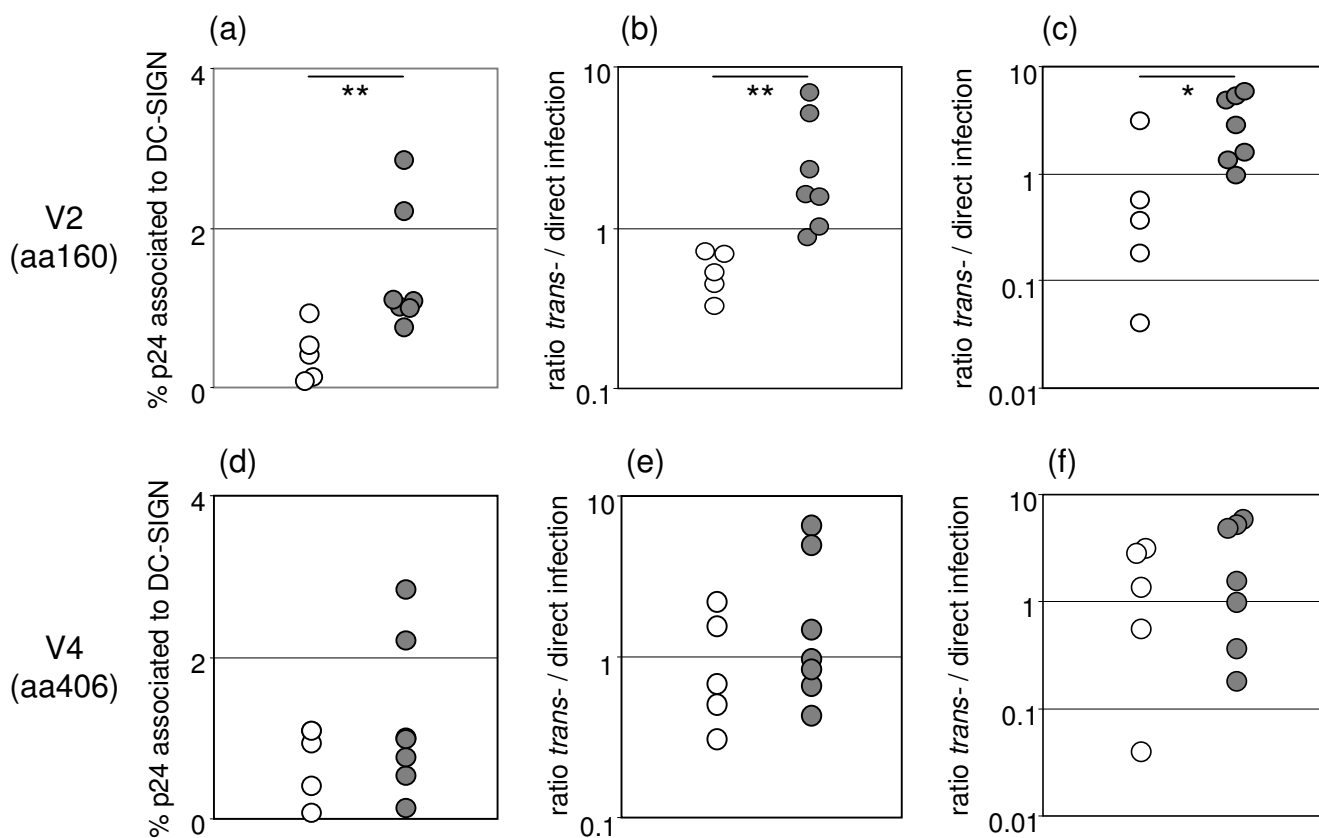 (a)
(b)
(c)
V2
(aa160)
% p24 associated to DC-SIGN
4
2
0
**
ratio trans- / direct infection
10
1
0.1
**
ratio trans- / direct infection
10
1
0.1
0.01
*
(d)
(e)
(f)
V4
(aa406)
% p24 associated to DC-SIGN
4
2
0
ratio trans- / direct infection
10
1
0.1
ratio trans- / direct infection
10
1
0.1
0.01